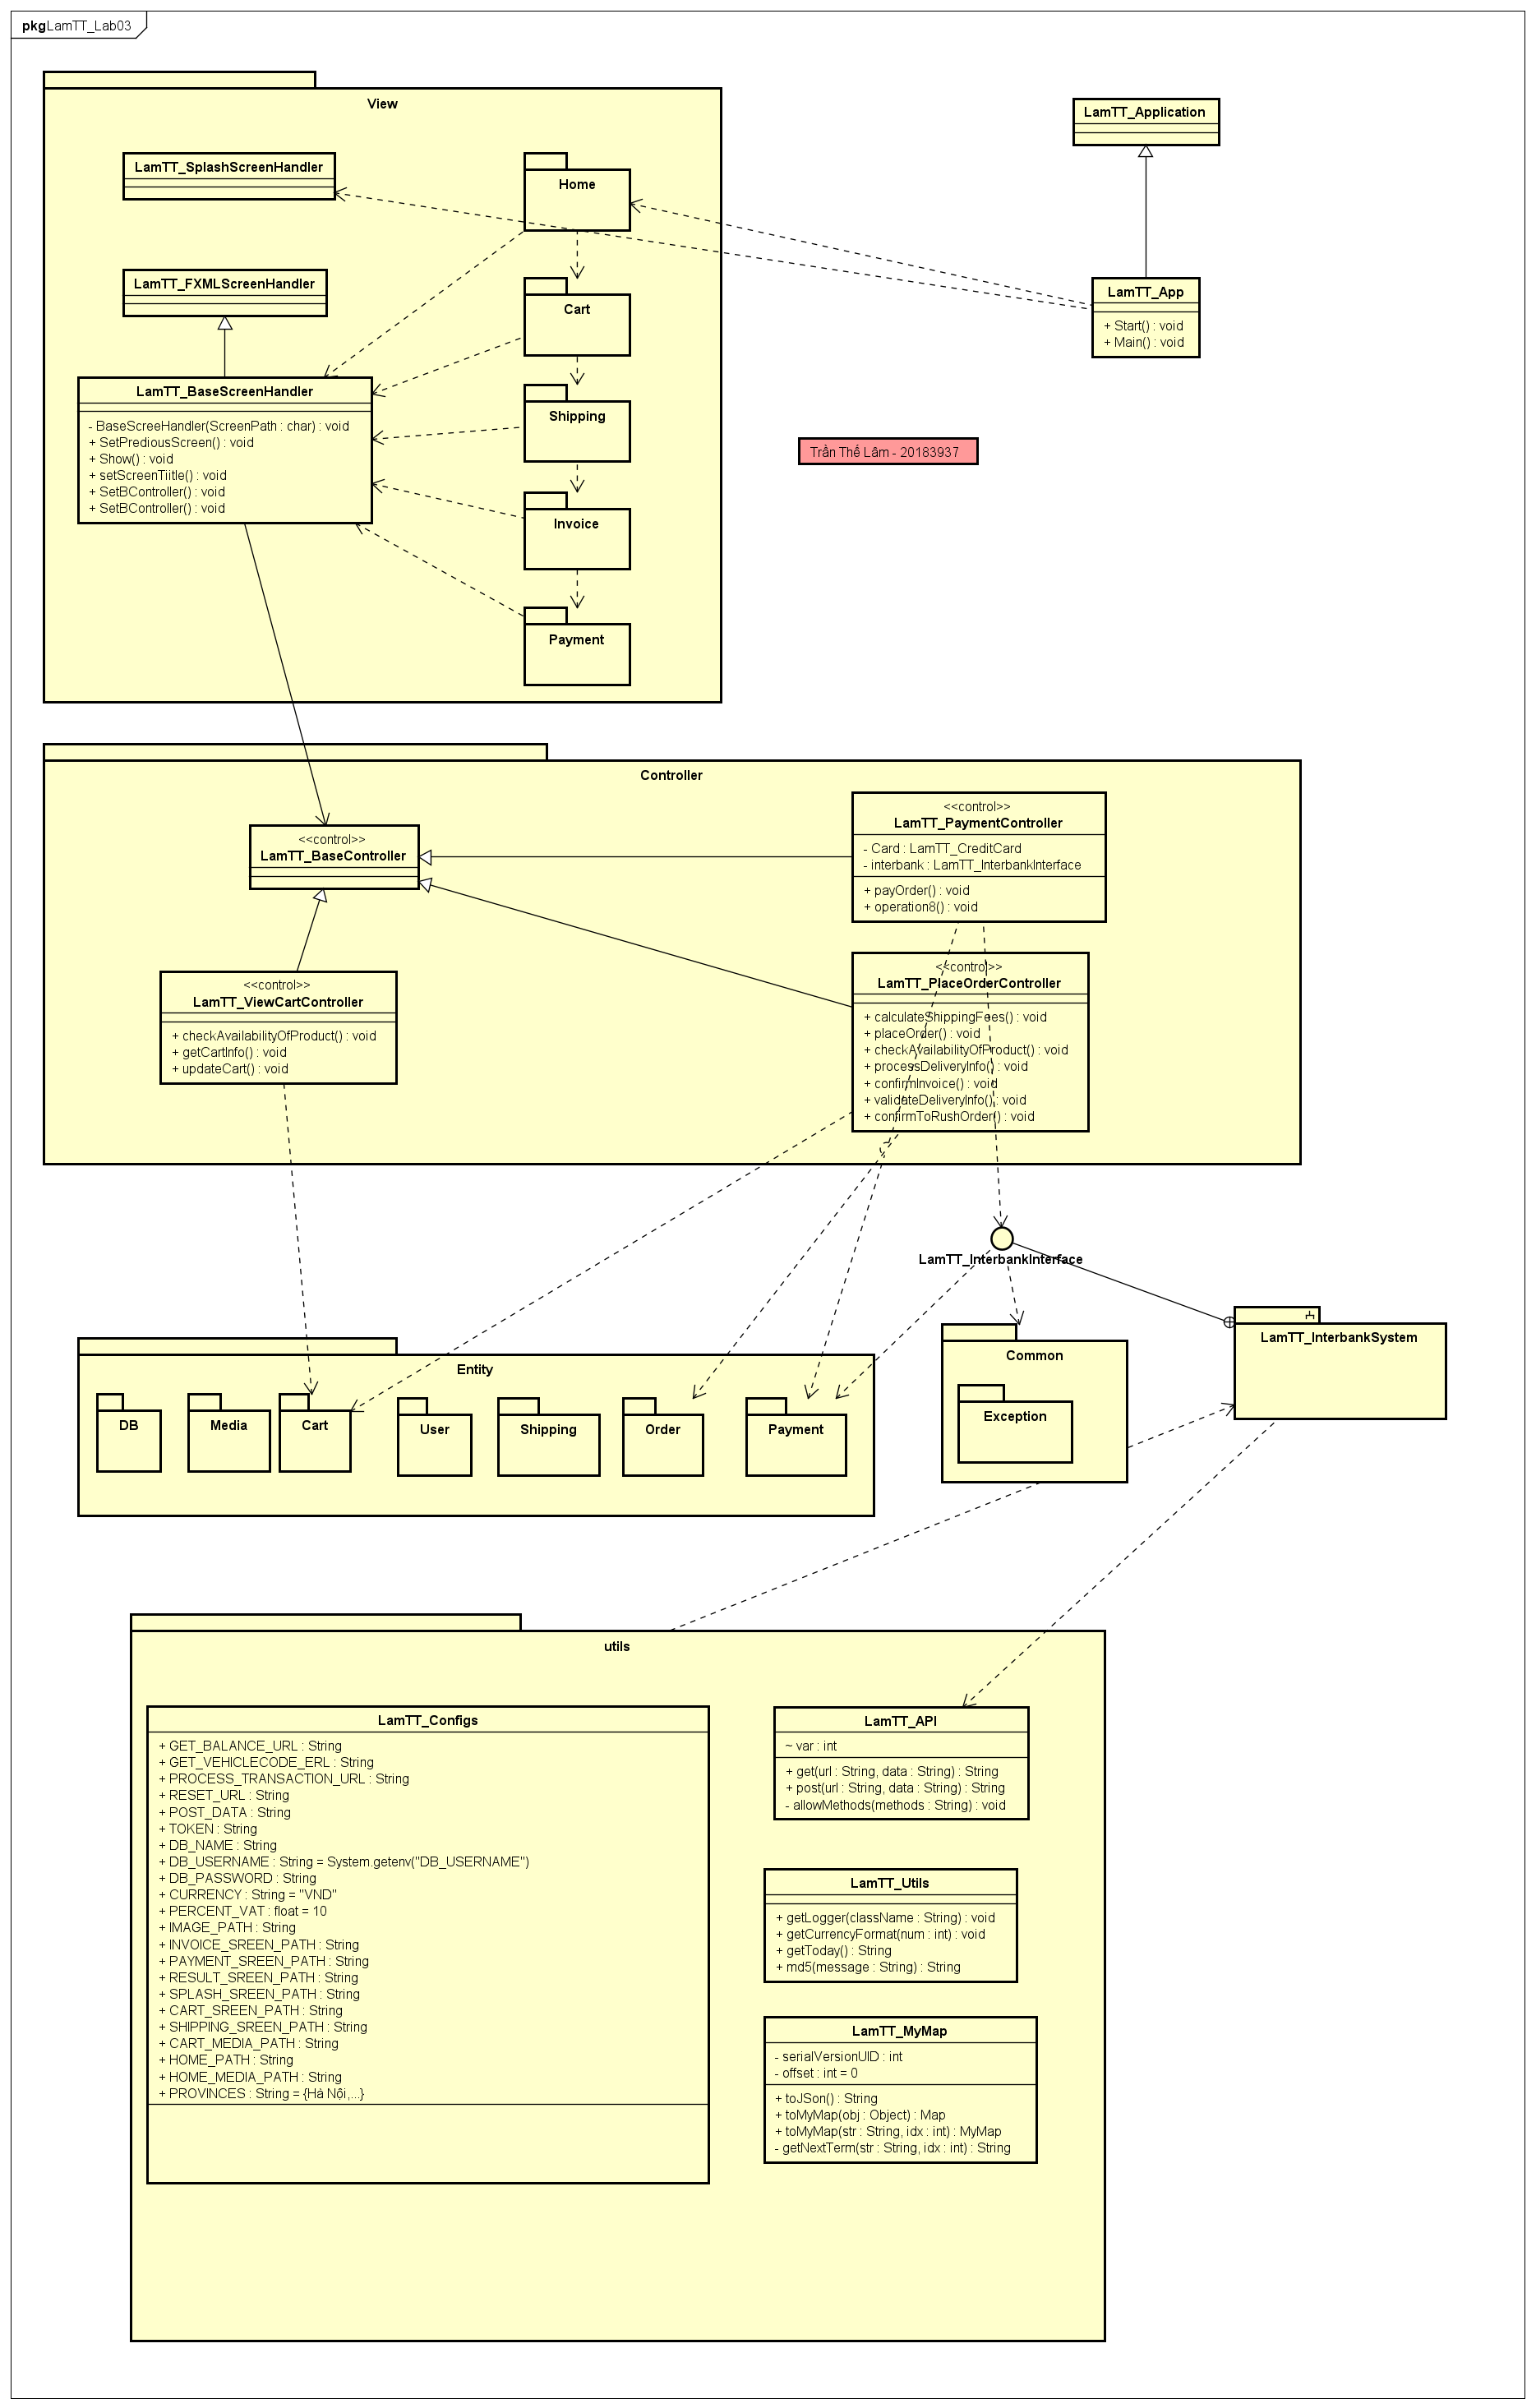 pkg LamTT_Lab03
View
LamTT_SplashScreenHandler
Home
LamTT_FXMLScreenHandler
Cart
LamTT_BaseScreenHandler
- BaseScreeHandler(ScreenPath : char) : void
+ SetPrediousScreen() : void
+ Show() : void
+ setScreenTiitle() : void
+ SetBController() : void
+ SetBController() : void
Shipping
Invoice
Payment
LamTT_Application
LamTT_App
+ Start() : void
+ Main() : void
Trần Thế Lâm - 20183937
Controller
<<control>>
LamTT_BaseController
<<control>>
LamTT_PaymentController
- Card : LamTT_CreditCard
- interbank : LamTT_InterbankInterface
+ payOrder() : void
+ operation8() : void
<<control>>
LamTT_ViewCartController
+ checkAvailabilityOfProduct() : void
+ getCartInfo() : void
+ updateCart() : void
<<control>>
LamTT_PlaceOrderController
+ calculateShippingFees() : void
+ placeOrder() : void
+ checkAvailabilityOfProduct() : void
+ processDeliveryInfo() : void
+ confirmInvoice() : void
+ validateDeliveryInfo() : void
+ confirmToRushOrder() : void
LamTT_InterbankInterface
LamTT_InterbankSystem
Common
Exception
Entity
DB
Media
Cart
User
Shipping
Order
Payment
utils
LamTT_Configs
+ GET_BALANCE_URL : String
+ GET_VEHICLECODE_ERL : String
+ PROCESS_TRANSACTION_URL : String
+ RESET_URL : String
+ POST_DATA : String
+ TOKEN : String
+ DB_NAME : String
+ DB_USERNAME : String = System.getenv("DB_USERNAME")
+ DB_PASSWORD : String
+ CURRENCY : String = "VND"
+ PERCENT_VAT : float = 10
+ IMAGE_PATH : String
+ INVOICE_SREEN_PATH : String
+ PAYMENT_SREEN_PATH : String
+ RESULT_SREEN_PATH : String
+ SPLASH_SREEN_PATH : String
+ CART_SREEN_PATH : String
+ SHIPPING_SREEN_PATH : String
+ CART_MEDIA_PATH : String
+ HOME_PATH : String
+ HOME_MEDIA_PATH : String
+ PROVINCES : String = {Hà Nội,...}
LamTT_API
~ var : int
+ get(url : String, data : String) : String
+ post(url : String, data : String) : String
- allowMethods(methods : String) : void
LamTT_Utils
+ getLogger(className : String) : void
+ getCurrencyFormat(num : int) : void
+ getToday() : String
+ md5(message : String) : String
LamTT_MyMap
- serialVersionUID : int
- offset : int = 0
+ toJSon() : String
+ toMyMap(obj : Object) : Map
+ toMyMap(str : String, idx : int) : MyMap
- getNextTerm(str : String, idx : int) : String